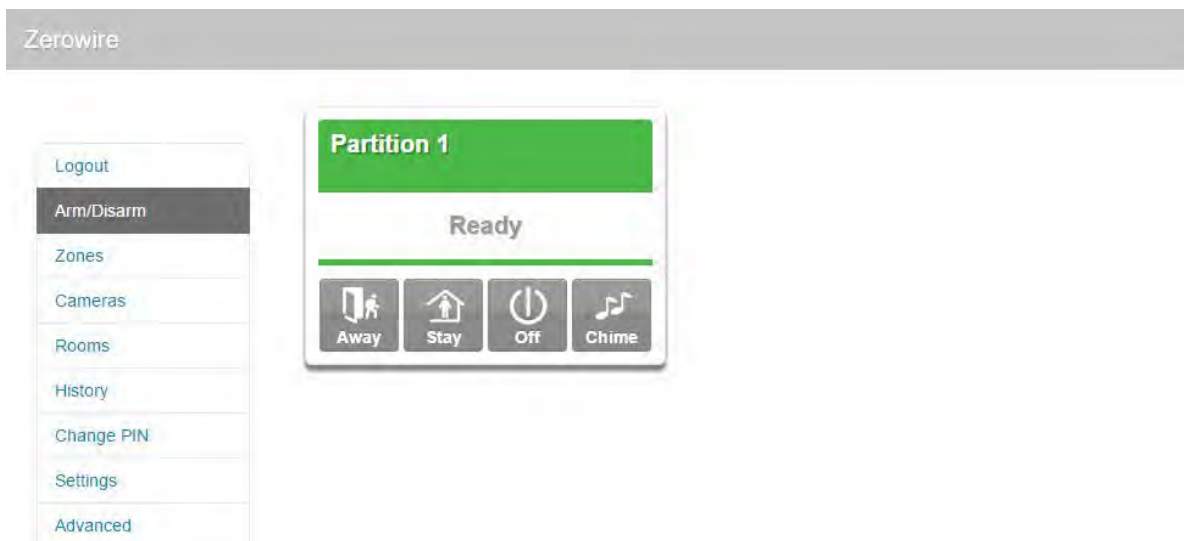 Zerowire
Logout
Arm/Disarm
Zones
Cameras
Rooms
History
Change PIN
Settings
Advanced
Partition 1
Ready
Away Stay Off Chime